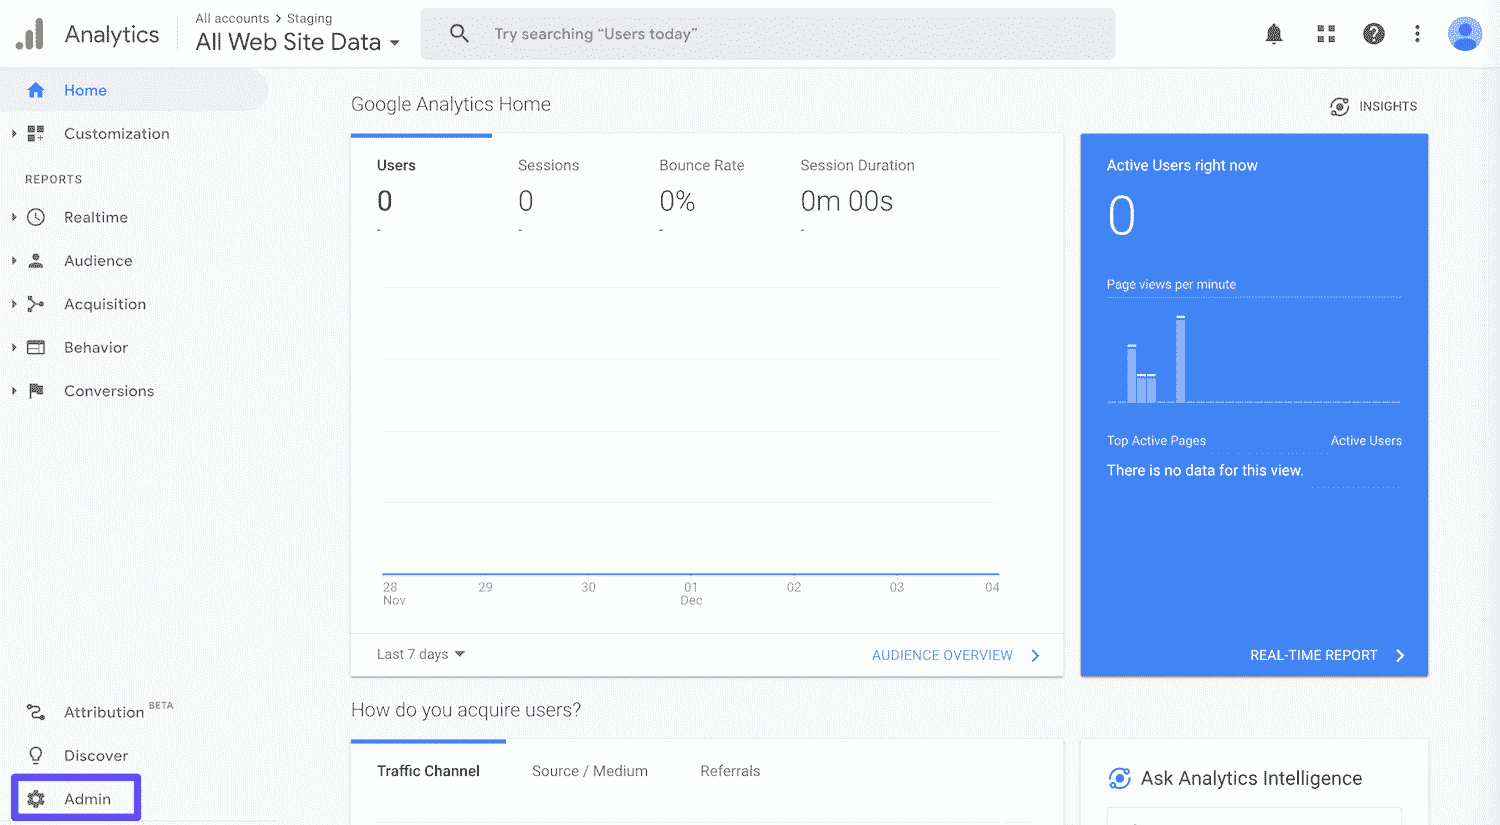 Analytics
All accounts > Staging
All Web Site Data
Try searching “Users today”
Home
Customization
REPORTS
Realtime
Audience
Acquisition
Behavior
Conversions
Attribution BETA
Discover
Admin
Google Analytics Home
INSIGHTS
Users Sessions Bounce Rate Session Duration
0 0 0% 0m 00s
- - - -
28 29 30 01 02 03 04
Nov Dec
Last 7 days
AUDIENCE OVERVIEW
Active Users right now
0
Page views per minute
Top Active Pages Active Users
There is no data for this view.
REAL-TIME REPORT
How do you acquire users?
Traffic Channel Source / Medium Referrals
Ask Analytics Intelligence